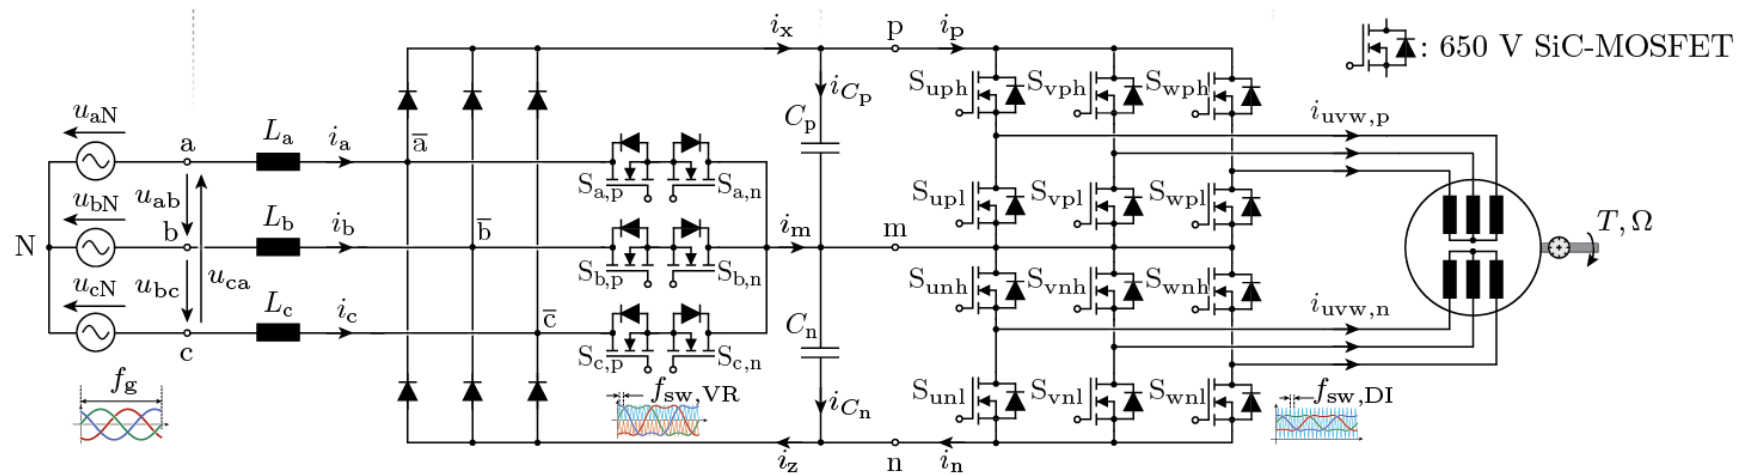 i_x p i_p : 650 V SiC-MOSFET
S_uph S_vph S_wph
i_Cp
u_aN L_a i_a a a̅ C_p i_uvw,p
S_a,p S_a,n
u_ab S_upl S_vpl S_wpl
u_bN L_b i_b T, Ω
N b b̅ i_m m
S_b,p S_b,n
u_bc u_ca S_unh S_vnh S_wnh
u_cN L_c i_c c̅ C_n i_uvw,n
c S_c,p S_c,n
f_g f_sw,VR i_Cn S_unl S_vnl S_wnl f_sw,DI
i_z n i_n